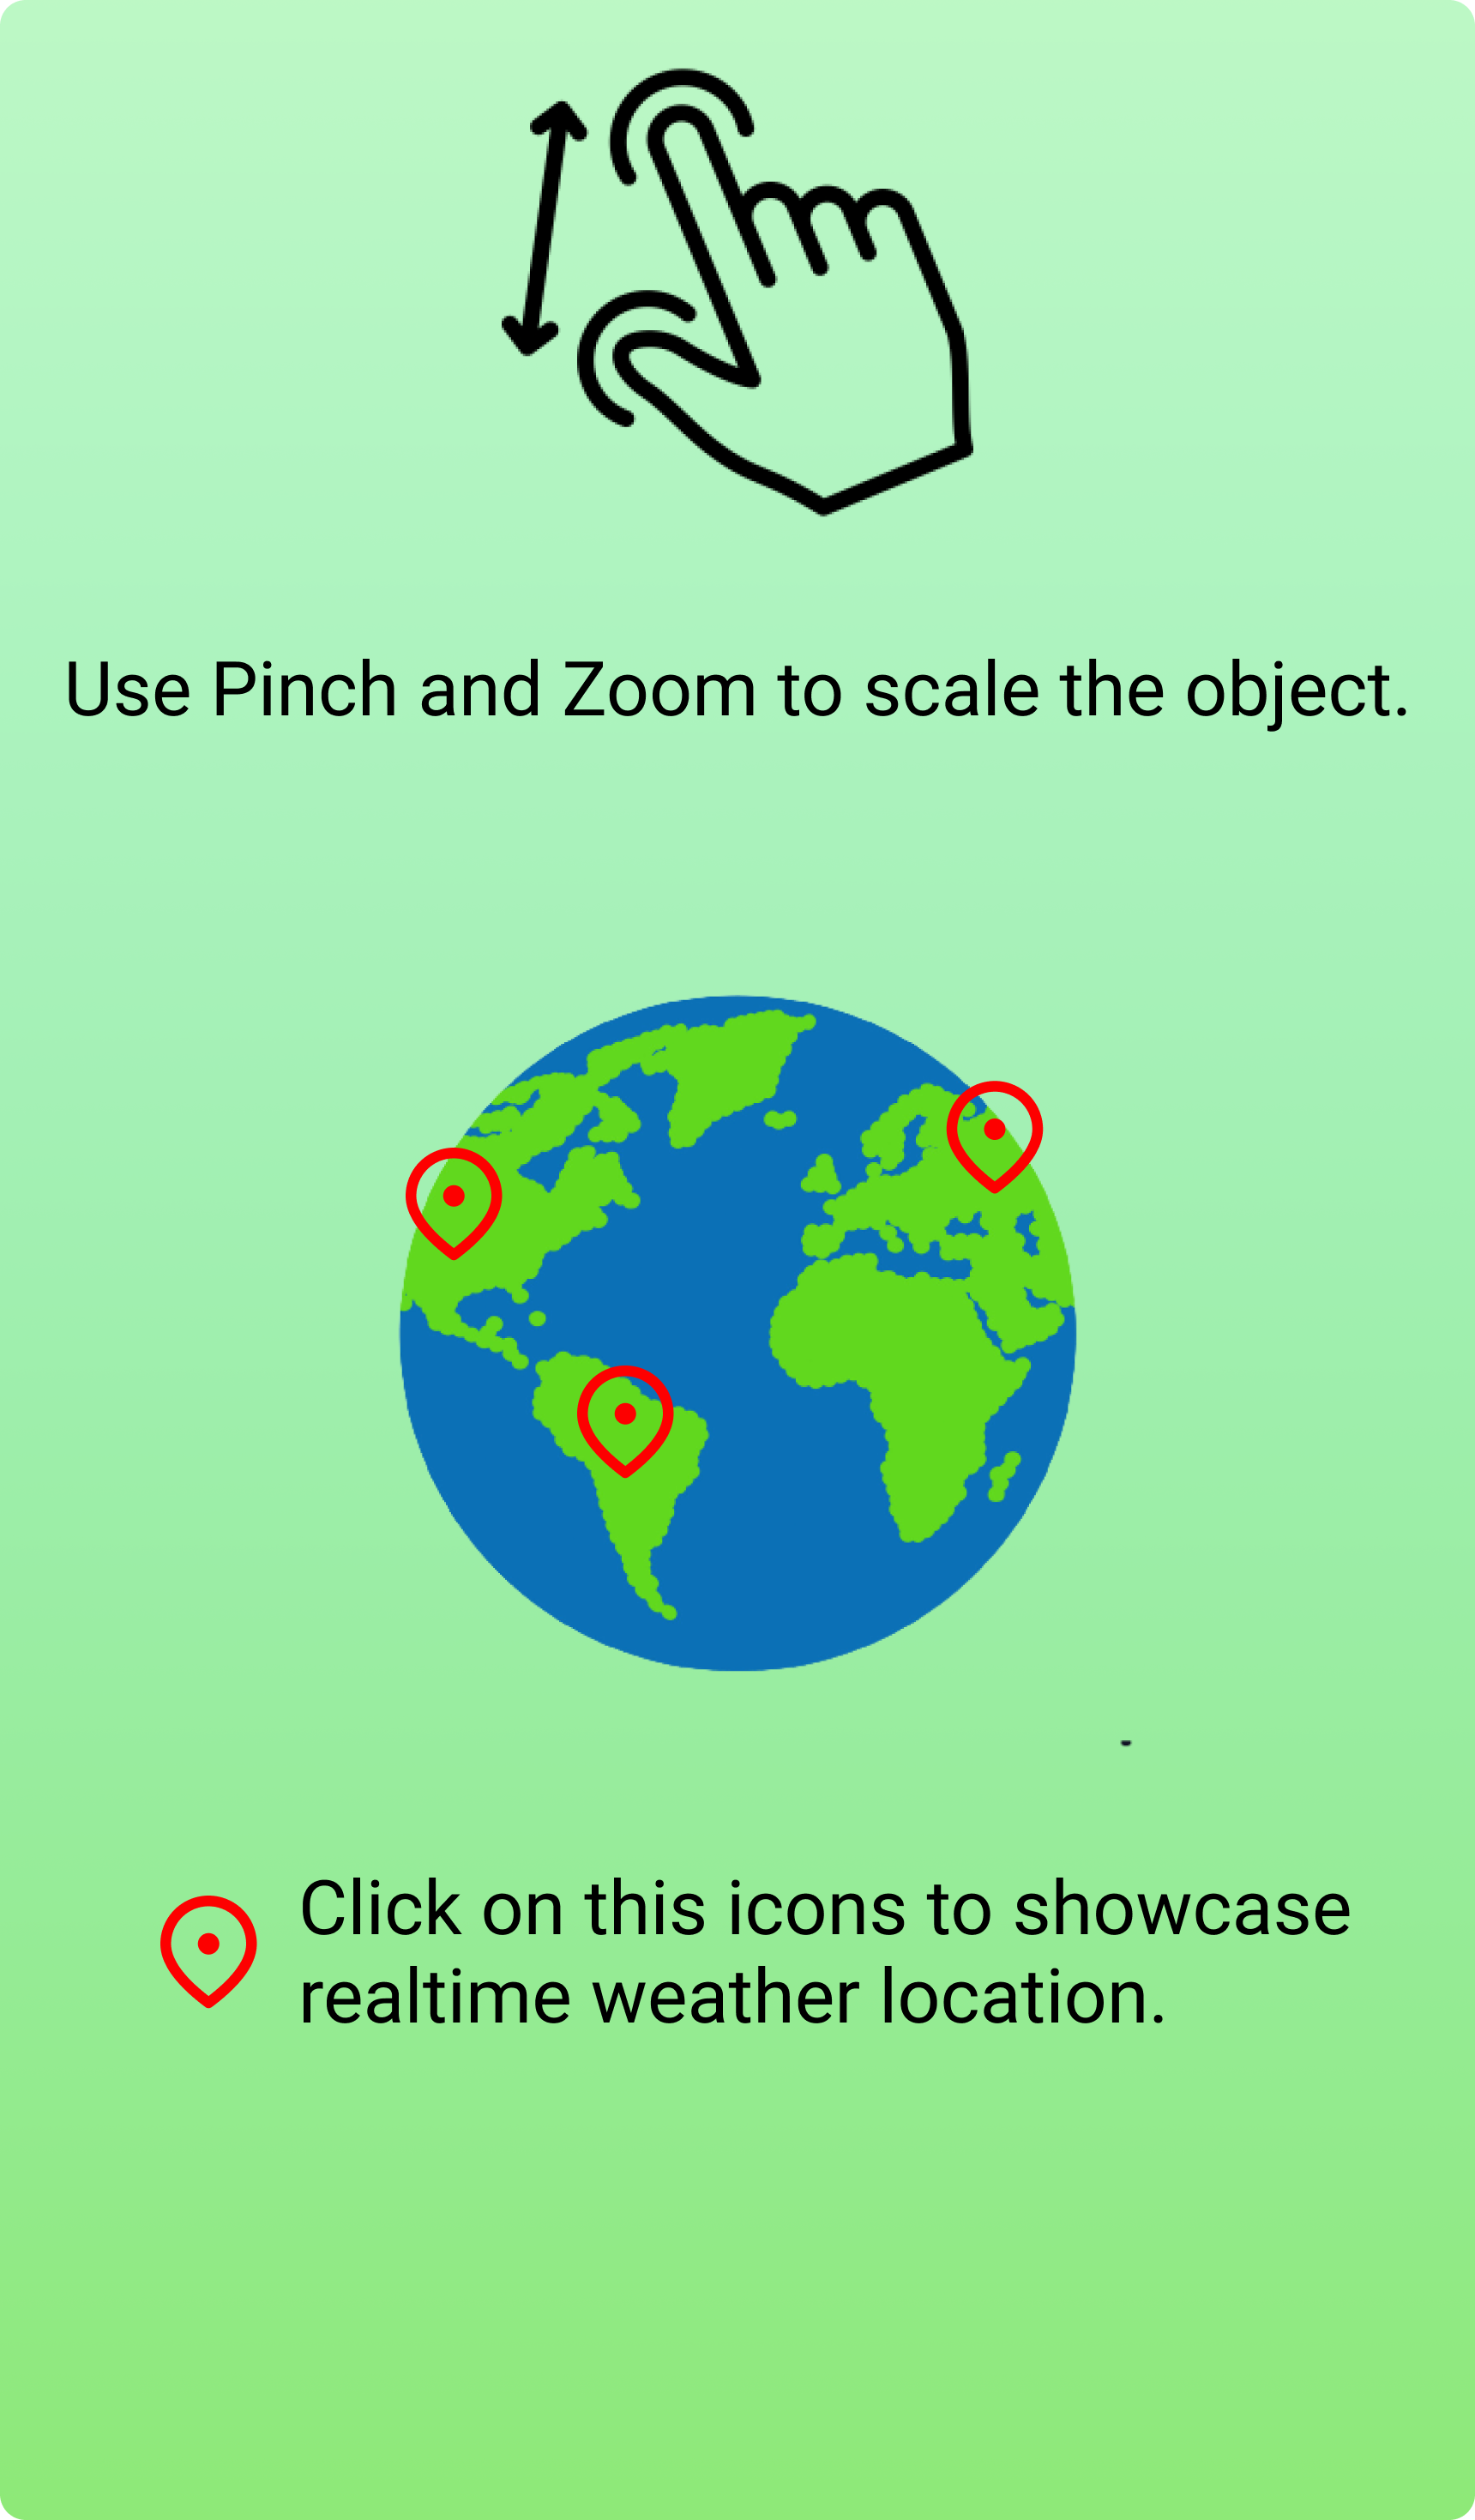 Use Pinch and Zoom to scale the object.
Click on this icons to showcase
realtime weather location.